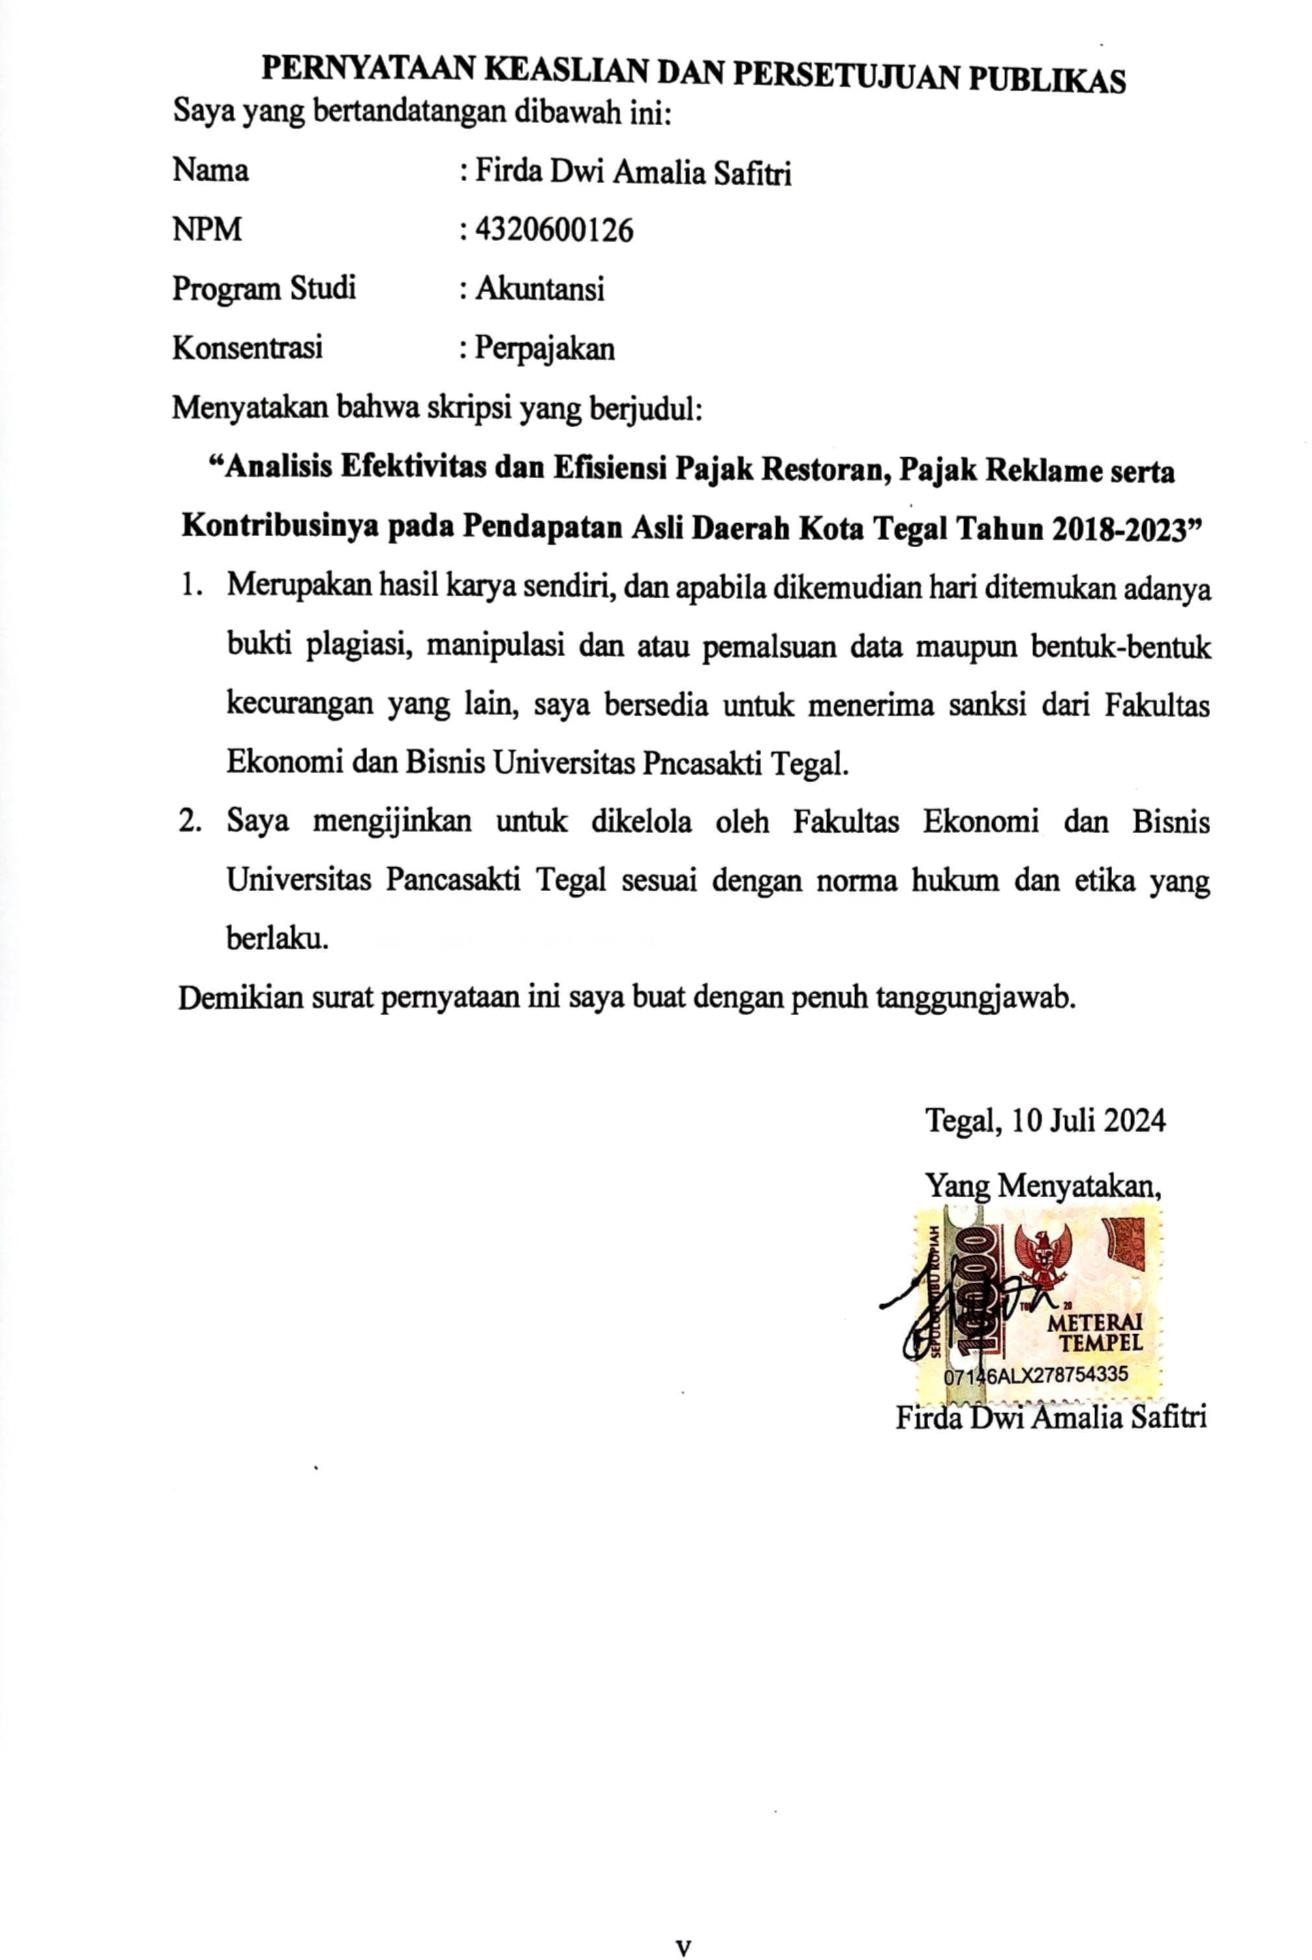 PERNYATAAN KEASLIAN DAN PERSETUJUAN PUBLIKAS
Saya yang bertandatangan dibawah ini:
Nama : Firda Dwi Amalia Safitri
NPM : 4320600126
Program Studi : Akuntansi
Konsentrasi : Perpajakan
Menyatakan bahwa skripsi yang berjudul:
“Analisis Efektivitas dan Efisiensi Pajak Restoran, Pajak Reklame serta
Kontribusinya pada Pendapatan Asli Daerah Kota Tegal Tahun 2018-2023”
1. Merupakan hasil karya sendiri, dan apabila dikemudian hari ditemukan adanya
bukti plagiasi, manipulasi dan atau pemalsuan data maupun bentuk-bentuk
kecurangan yang lain, saya bersedia untuk menerima sanksi dari Fakultas
Ekonomi dan Bisnis Universitas Pncasakti Tegal.
2. Saya mengijinkan untuk dikelola oleh Fakultas Ekonomi dan Bisnis
Universitas Pancasakti Tegal sesuai dengan norma hukum dan etika yang
berlaku.
Demikian surat pernyataan ini saya buat dengan penuh tanggungjawab.
Tegal, 10 Juli 2024
Yang Menyatakan,
SEPULUH RIBU RUPIAH
10000
20
METERAI
TEMPEL
07146ALX278754335
Firda Dwi Amalia Safitri
v